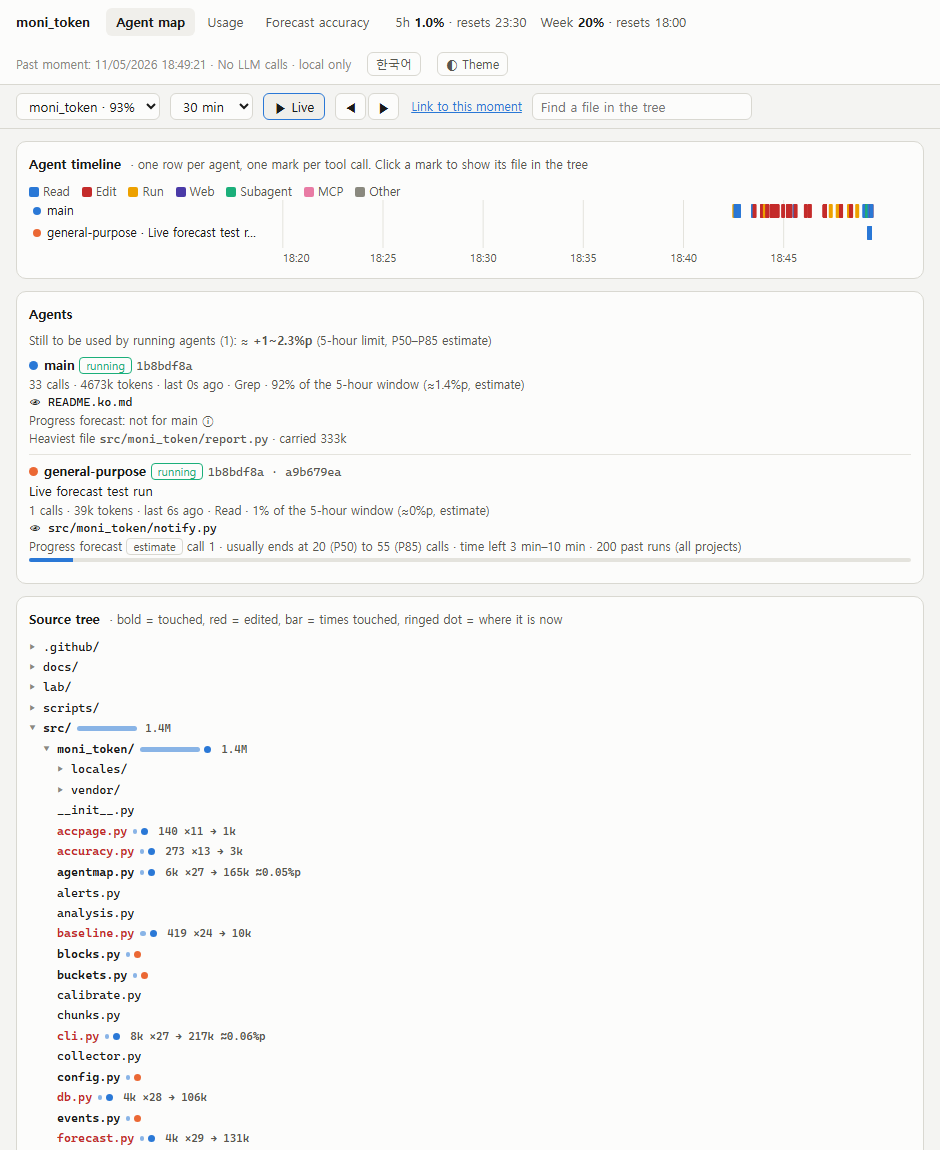 moni_token Agent map Usage Forecast accuracy 5h 1.0% · resets 23:30 Week 20% · resets 18:00
Past moment: 11/05/2026 18:49:21 · No LLM calls · local only 한국어 Theme
moni_token · 93% 30 min ▶ Live ◀ ▶ Link to this moment Find a file in the tree
Agent timeline · one row per agent, one mark per tool call. Click a mark to show its file in the tree
Read Edit Run Web Subagent MCP Other
main
general-purpose · Live forecast test r...
18:20 18:25 18:30 18:35 18:40 18:45
Agents
Still to be used by running agents (1): ≈ +1~2.3%p (5-hour limit, P50–P85 estimate)
main running 1b8bdf8a
33 calls · 4673k tokens · last 0s ago · Grep · 92% of the 5-hour window (≈1.4%p, estimate)
README.ko.md
Progress forecast: not for main ⓘ
Heaviest file src/moni_token/report.py · carried 333k
general-purpose running 1b8bdf8a · a9b679ea
Live forecast test run
1 calls · 39k tokens · last 6s ago · Read · 1% of the 5-hour window (≈0%p, estimate)
src/moni_token/notify.py
Progress forecast estimate call 1 · usually ends at 20 (P50) to 55 (P85) calls · time left 3 min–10 min · 200 past runs (all projects)
Source tree · bold = touched, red = edited, bar = times touched, ringed dot = where it is now
▸ .github/
▸ docs/
▸ lab/
▸ scripts/
▾ src/ 1.4M
▾ moni_token/ 1.4M
▸ locales/
▸ vendor/
__init__.py
accpage.py 140 ×11 → 1k
accuracy.py 273 ×13 → 3k
agentmap.py 6k ×27 → 165k ≈0.05%p
alerts.py
analysis.py
baseline.py 419 ×24 → 10k
blocks.py
buckets.py
calibrate.py
chunks.py
cli.py 8k ×27 → 217k ≈0.06%p
collector.py
config.py
db.py 4k ×28 → 106k
events.py
forecast.py 4k ×29 → 131k